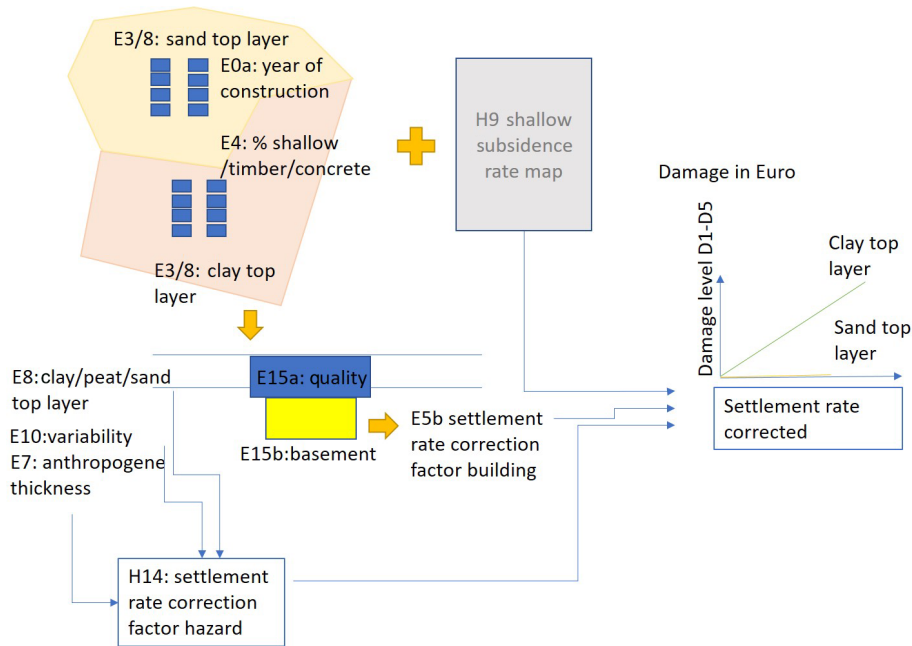 E3/8: sand top layer
E0a: year of
construction
E4: % shallow
/timber/concrete
E3/8: clay top
layer
H9 shallow
subsidence
rate map
Damage in Euro
Damage level D1-D5
Clay top
layer
Sand top
layer
Settlement rate
corrected
E8:clay/peat/sand
top layer
E10:variability
E7: anthropogene
thickness
E15a: quality
E15b:basement
E5b settlement
rate correction
factor building
H14: settlement
rate correction
factor hazard